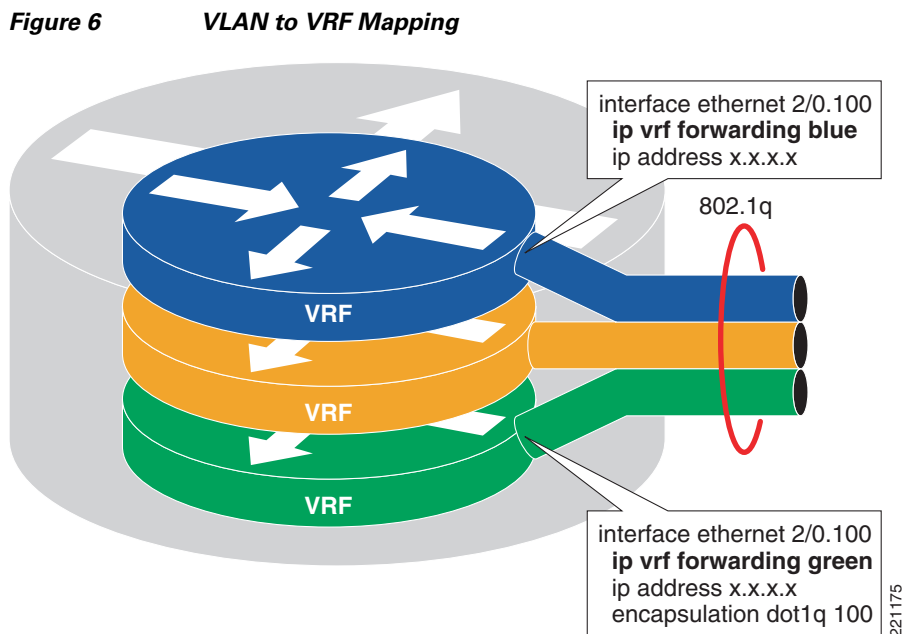 Figure 6 VLAN to VRF Mapping
interface ethernet 2/0.100
ip vrf forwarding blue
ip address x.x.x.x
802.1q
VRF
VRF
VRF
interface ethernet 2/0.100
ip vrf forwarding green
ip address x.x.x.x
encapsulation dot1q 100
221175